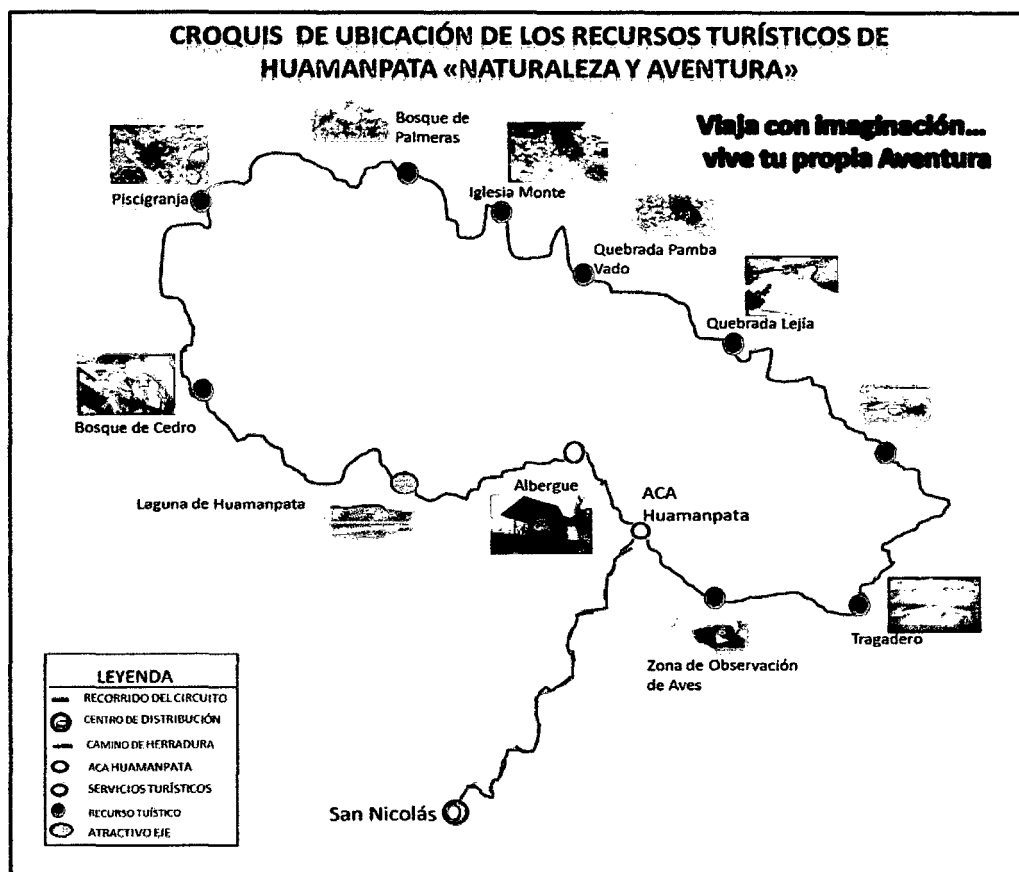 CROQUIS DE UBICACIÓN DE LOS RECURSOS TURÍSTICOS DE
HUAMANPATA «NATURALEZA Y AVENTURA»
Viaja con imaginación...
vive tu propia Aventura
Bosque de
Palmeras
Piscigranja
Iglesia Monte
Quebrada Pamba
Vado
Quebrada Lejía
Bosque de Cedro
Laguna de Huamanpata
Albergue
ACA
Huamanpata
Tragadero
Zona de Observación
de Aves
San Nicolás
LEYENDA
RECORRIDO DEL CIRCUITO
CENTRO DE DISTRIBUCIÓN
CAMINO DE HERRADURA
ACA HUAMANPATA
SERVICIOS TURÍSTICOS
RECURSO TUÍSTICO
ATRACTIVO EJE